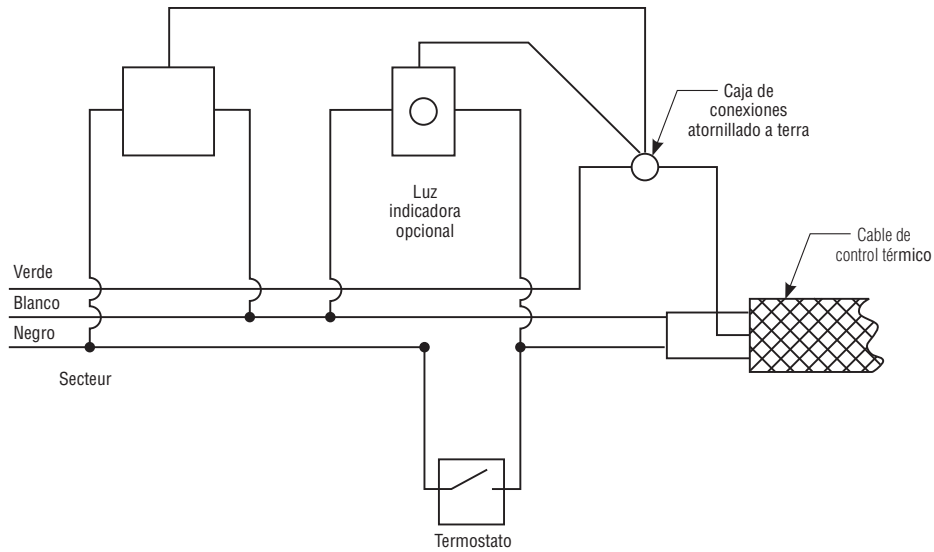 Caja de
conexiones
atornillado a terra
Luz
indicadora
opcional
Cable de
control térmico
Verde
Blanco
Negro
Secteur
Termostato